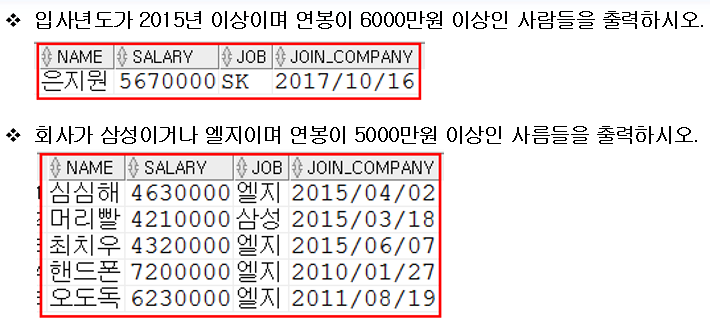 ❖ 입사년도가 2015년 이상이며 연봉이 6000만원 이상인 사람들을 출력하시오.
NAME SALARY JOB JOIN_COMPANY
은지원 5670000 SK 2017/10/16
❖ 회사가 삼성이거나 엘지이며 연봉이 5000만원 이상인 사름들을 출력하시오.
NAME SALARY JOB JOIN_COMPANY
심심해 4630000 엘지 2015/04/02
머리빨 4210000 삼성 2015/03/18
최치우 4320000 엘지 2015/06/07
핸드폰 7200000 엘지 2010/01/27
오도독 6230000 엘지 2011/08/19